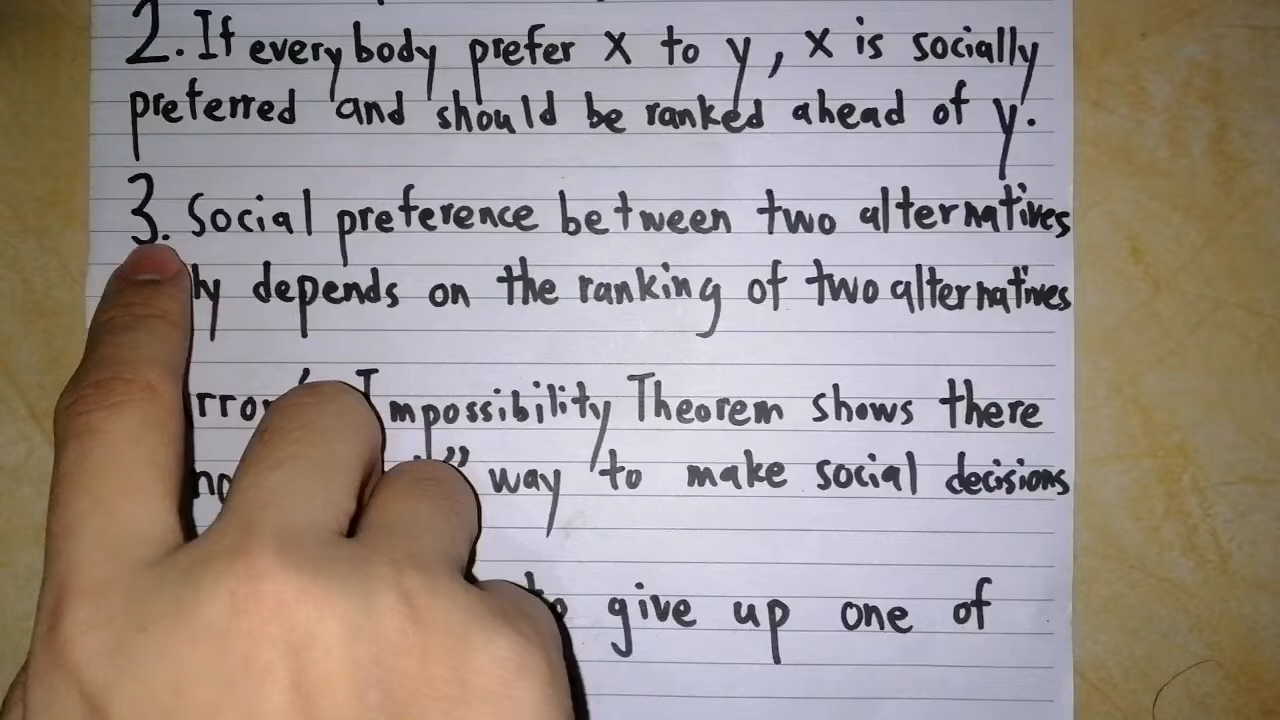 2. If everybody prefer x to y, x is socially
preferred and should be ranked ahead of y.
3. Social preference between two alternatives
depends on the ranking of two alternatives
Impossibility Theorem shows there
" way to make social decisions
to give up one of